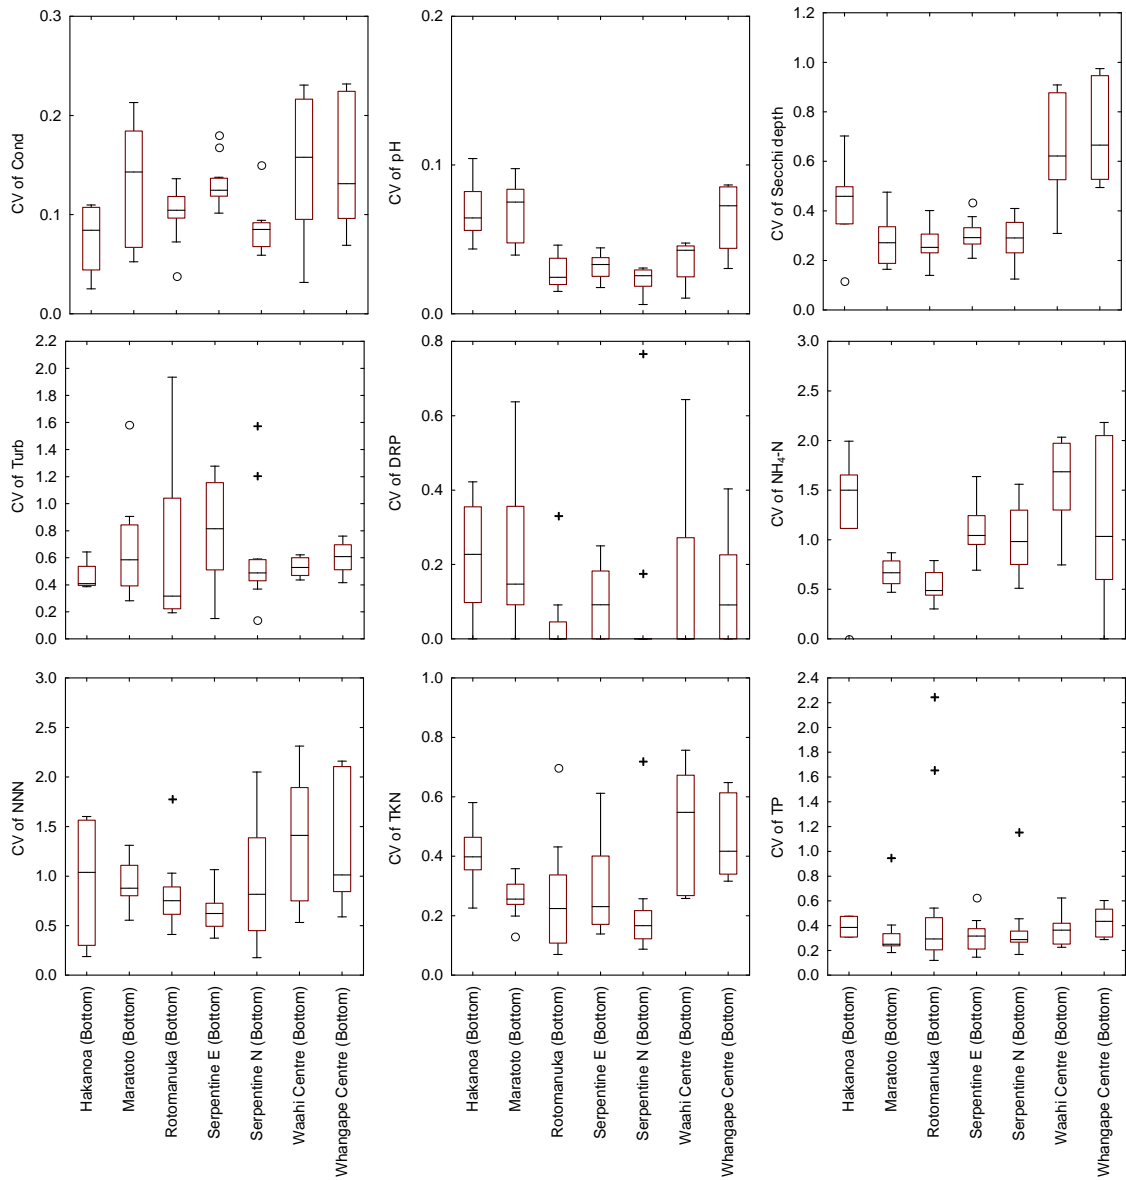 0.3
0.2
0.1
0.0
CV of Cond
0.2
0.1
0.0
CV of pH
1.2
1.0
0.8
0.6
0.4
0.2
0.0
CV of Secchi depth
2.2
2.0
1.8
1.6
1.4
1.2
1.0
0.8
0.6
0.4
0.2
0.0
CV of Turb
0.8
0.6
0.4
0.2
0.0
CV of DRP
3.0
2.5
2.0
1.5
1.0
0.5
0.0
CV of NH₄-N
3.0
2.5
2.0
1.5
1.0
0.5
0.0
CV of NNN
1.0
0.8
0.6
0.4
0.2
0.0
CV of TKN
2.4
2.2
2.0
1.8
1.6
1.4
1.2
1.0
0.8
0.6
0.4
0.2
0.0
CV of TP
Hakanoa (Bottom)
Maratoto (Bottom)
Rotomanuka (Bottom)
Serpentine E (Bottom)
Serpentine N (Bottom)
Waahi Centre (Bottom)
Whangape Centre (Bottom)
Hakanoa (Bottom)
Maratoto (Bottom)
Rotomanuka (Bottom)
Serpentine E (Bottom)
Serpentine N (Bottom)
Waahi Centre (Bottom)
Whangape Centre (Bottom)
Hakanoa (Bottom)
Maratoto (Bottom)
Rotomanuka (Bottom)
Serpentine E (Bottom)
Serpentine N (Bottom)
Waahi Centre (Bottom)
Whangape Centre (Bottom)